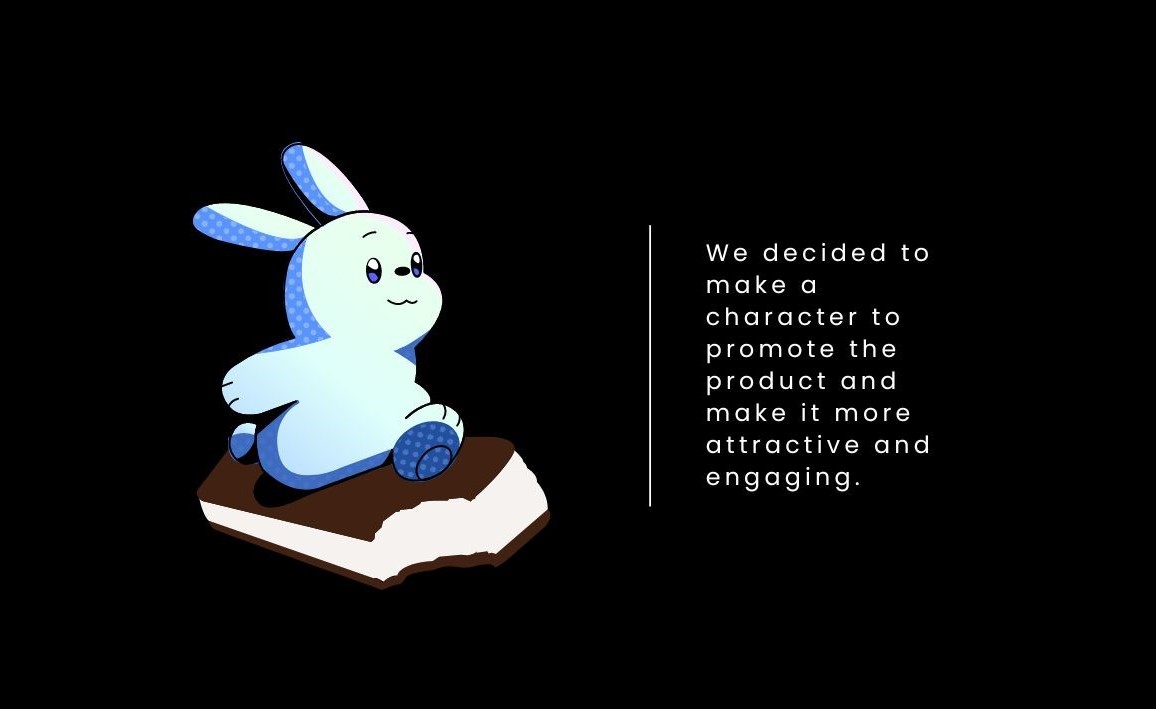 We decided to
make a
character to
promote the
product and
make it more
attractive and
engaging.